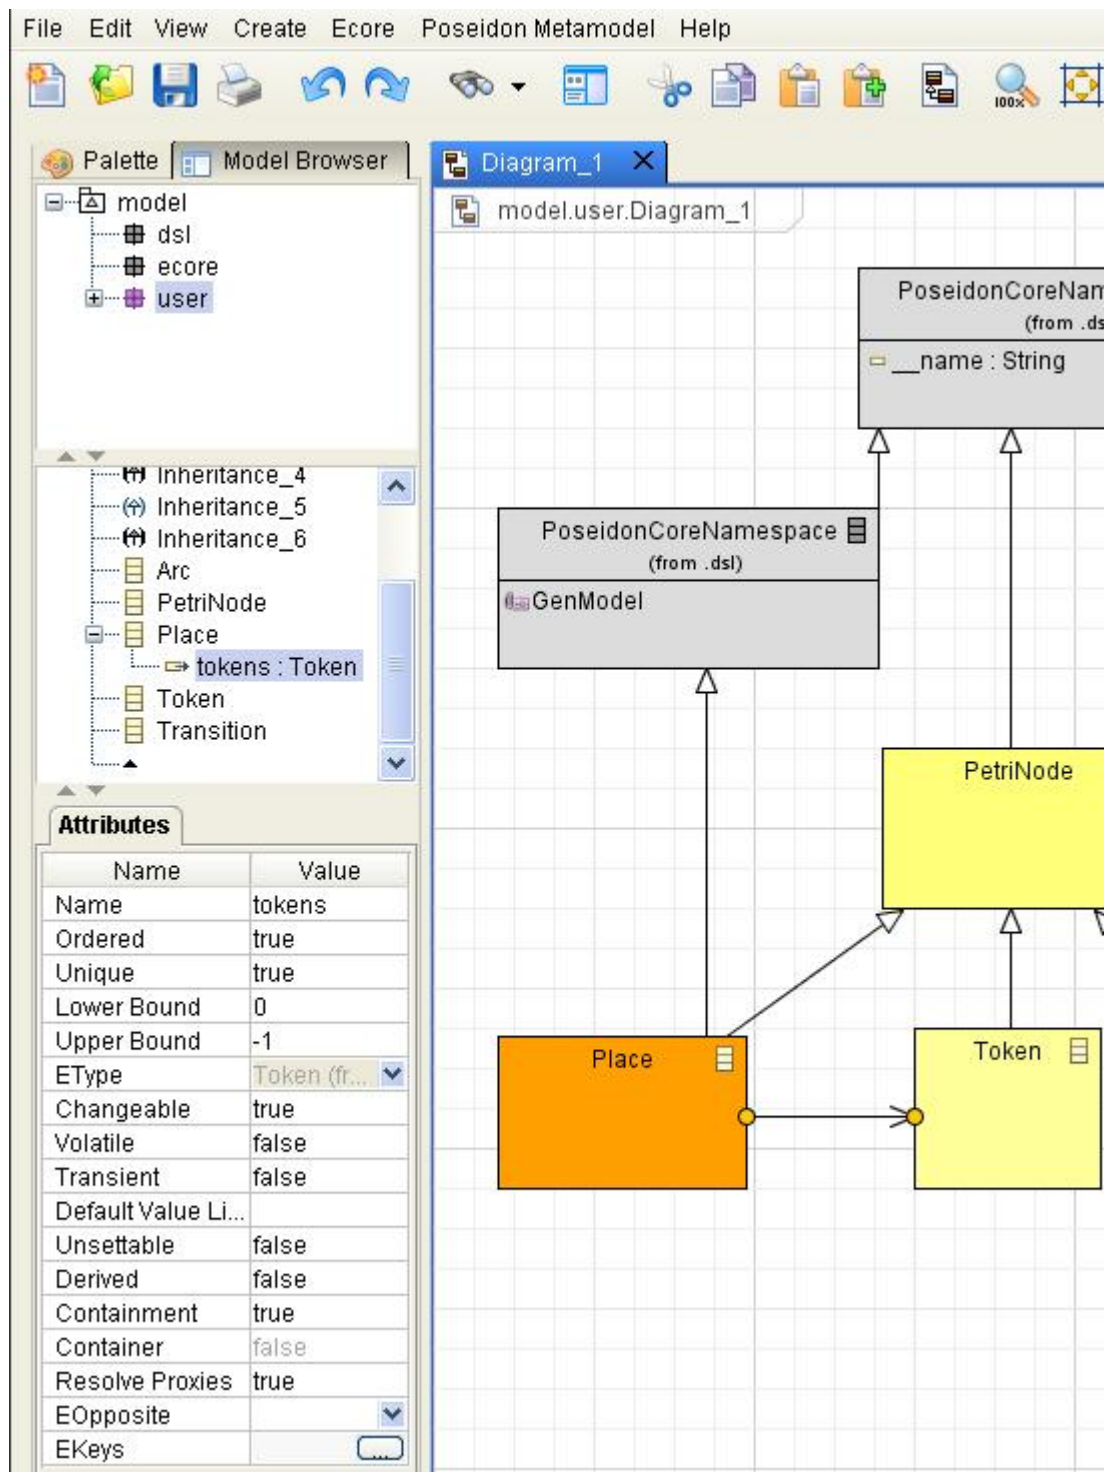 File Edit View Create Ecore Poseidon Metamodel Help
100%
Palette Model Browser
model
dsl
ecore
user
Inheritance_4
Inheritance_5
Inheritance_6
Arc
PetriNode
Place
tokens : Token
Token
Transition
Attributes
Name Value
Name tokens
Ordered true
Unique true
Lower Bound 0
Upper Bound -1
EType Token (fr...
Changeable true
Volatile false
Transient false
Default Value Li...
Unsettable false
Derived false
Containment true
Container false
Resolve Proxies true
EOpposite
EKeys ...
Diagram_1
model.user.Diagram_1
PoseidonCoreNam
(from .ds
__name : String
PoseidonCoreNamespace
(from .dsl)
GenModel
PetriNode
Place
Token